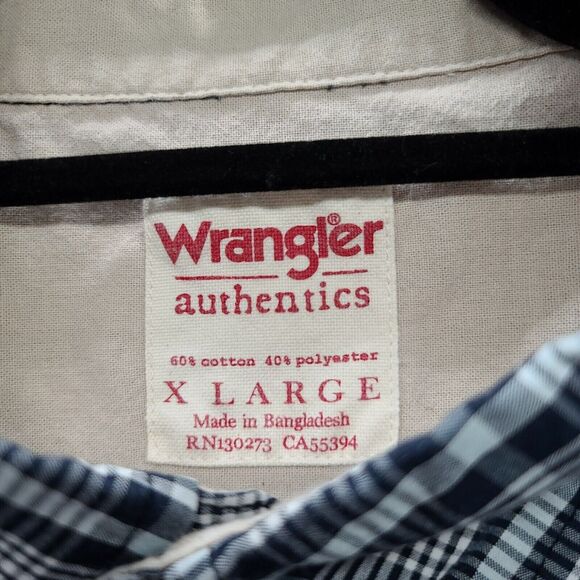 Wrangler®
authentics
60% cotton 40% polyester
X LARGE
Made in Bangladesh
RN130273 CA55394